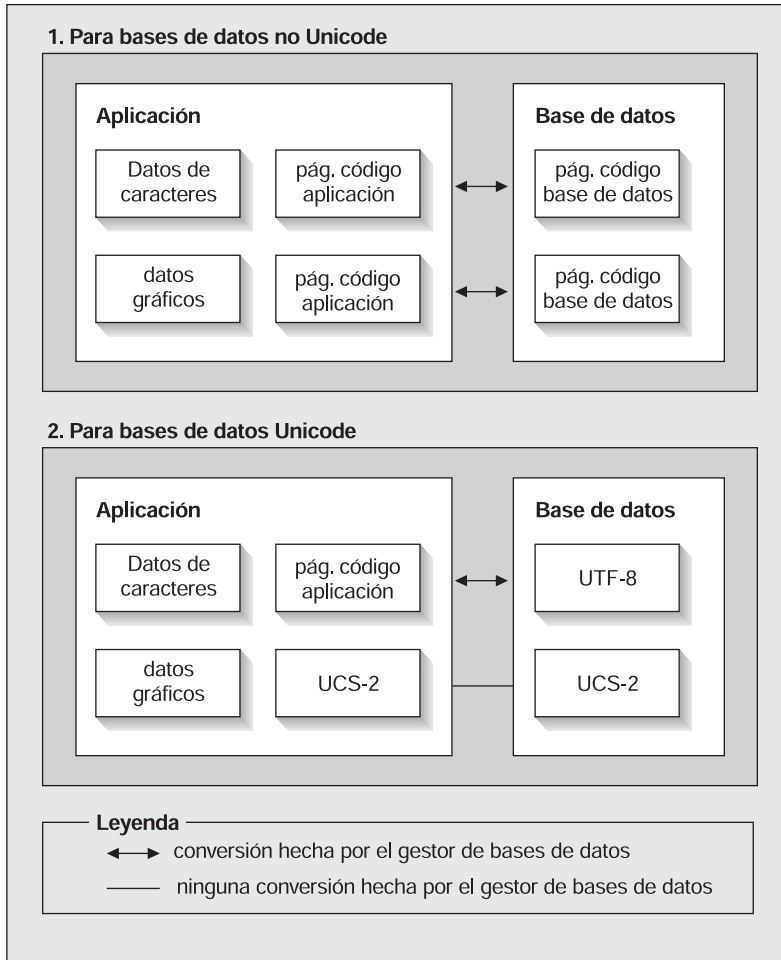 1. Para bases de datos no Unicode
Aplicación
Base de datos
Datos de
caracteres
pág. código
aplicación
pág. código
base de datos
datos
gráficos
pág. código
aplicación
pág. código
base de datos
2. Para bases de datos Unicode
Aplicación
Base de datos
Datos de
caracteres
pág. código
aplicación
UTF-8
datos
gráficos
UCS-2
UCS-2
Leyenda
conversión hecha por el gestor de bases de datos
ninguna conversión hecha por el gestor de bases de datos